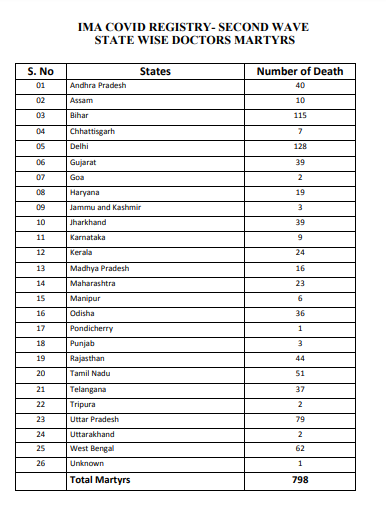 IMA COVID REGISTRY- SECOND WAVE
STATE WISE DOCTORS MARTYRS
S. No States Number of Death
01 Andhra Pradesh 40
02 Assam 10
03 Bihar 115
04 Chhattisgarh 7
05 Delhi 128
06 Gujarat 39
07 Goa 2
08 Haryana 19
09 Jammu and Kashmir 3
10 Jharkhand 39
11 Karnataka 9
12 Kerala 24
13 Madhya Pradesh 16
14 Maharashtra 23
15 Manipur 6
16 Odisha 36
17 Pondicherry 1
18 Punjab 3
19 Rajasthan 44
20 Tamil Nadu 51
21 Telangana 37
22 Tripura 2
23 Uttar Pradesh 79
24 Uttarakhand 2
25 West Bengal 62
26 Unknown 1
Total Martyrs 798